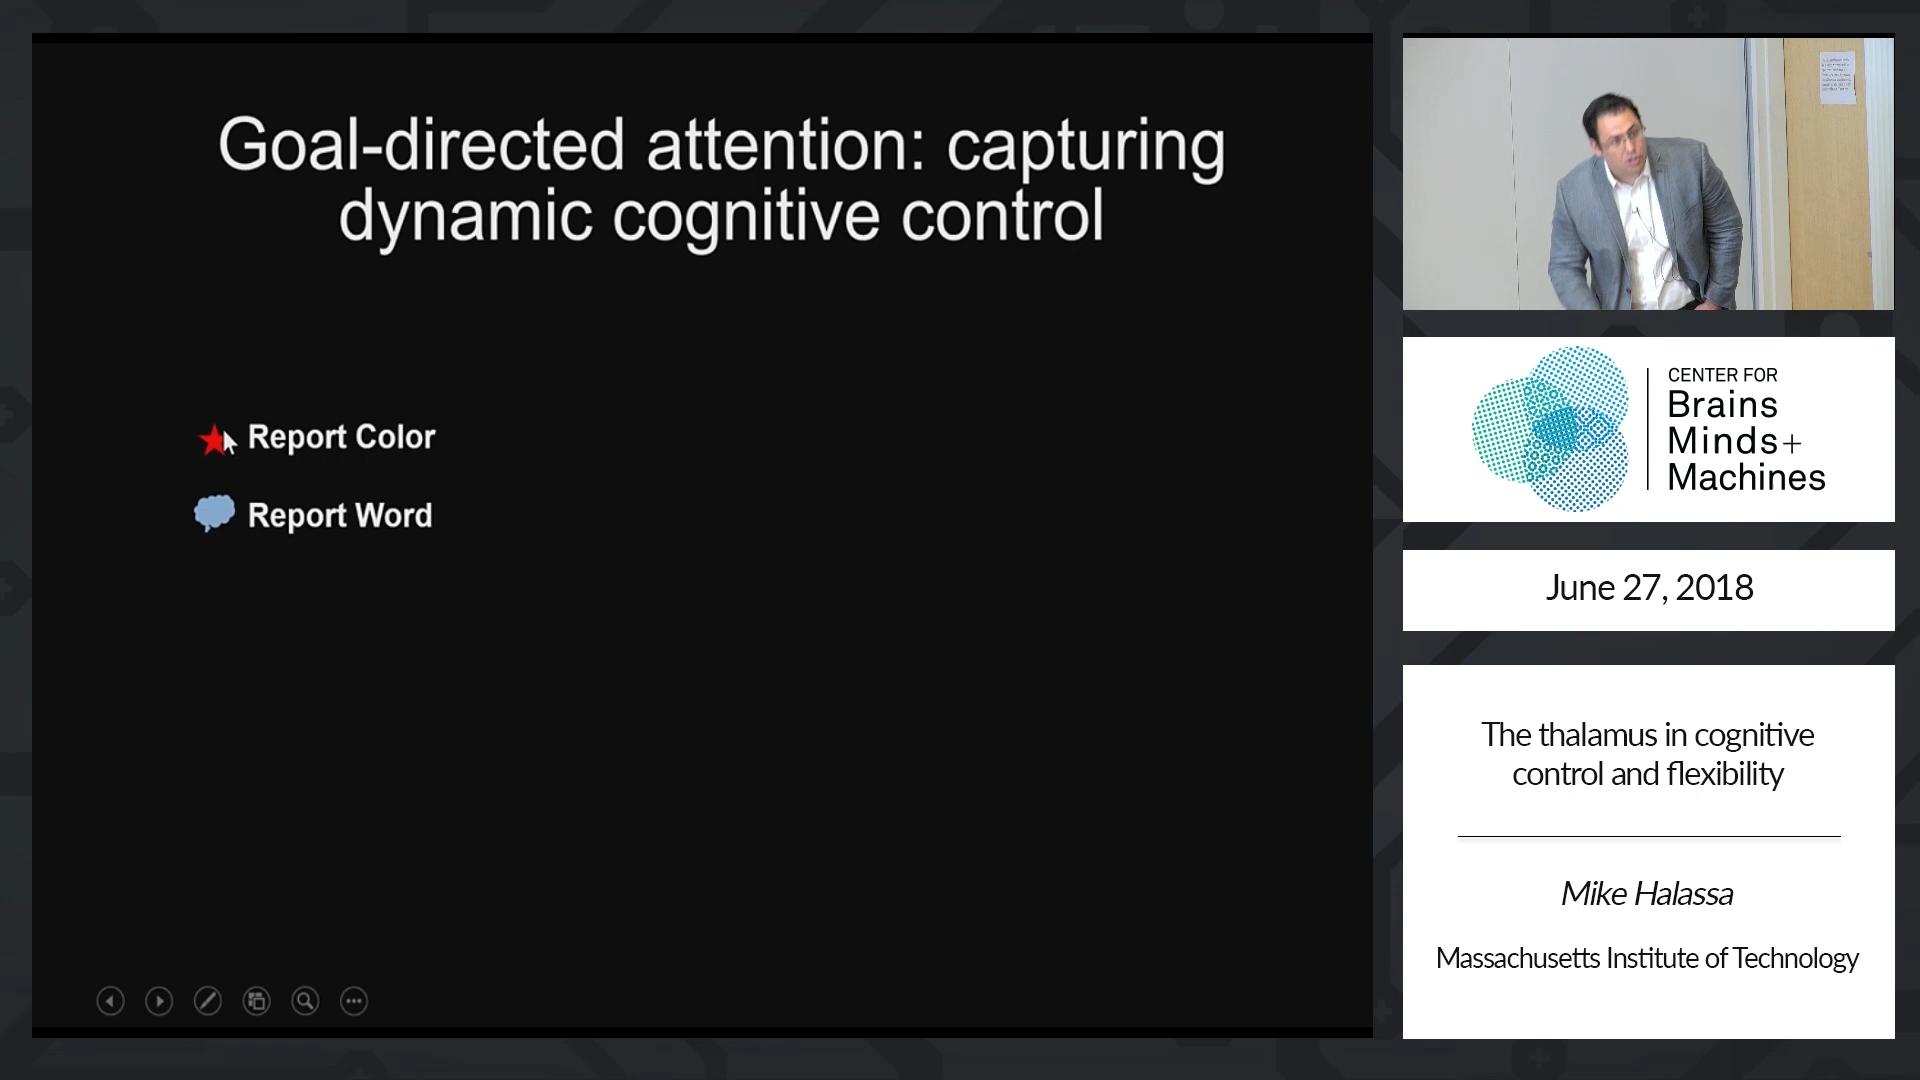 Goal-directed attention: capturing
dynamic cognitive control
Report Color
Report Word
CENTER FOR
Brains
Minds+
Machines
June 27, 2018
The thalamus in cognitive
control and flexibility
Mike Halassa
Massachusetts Institute of Technology